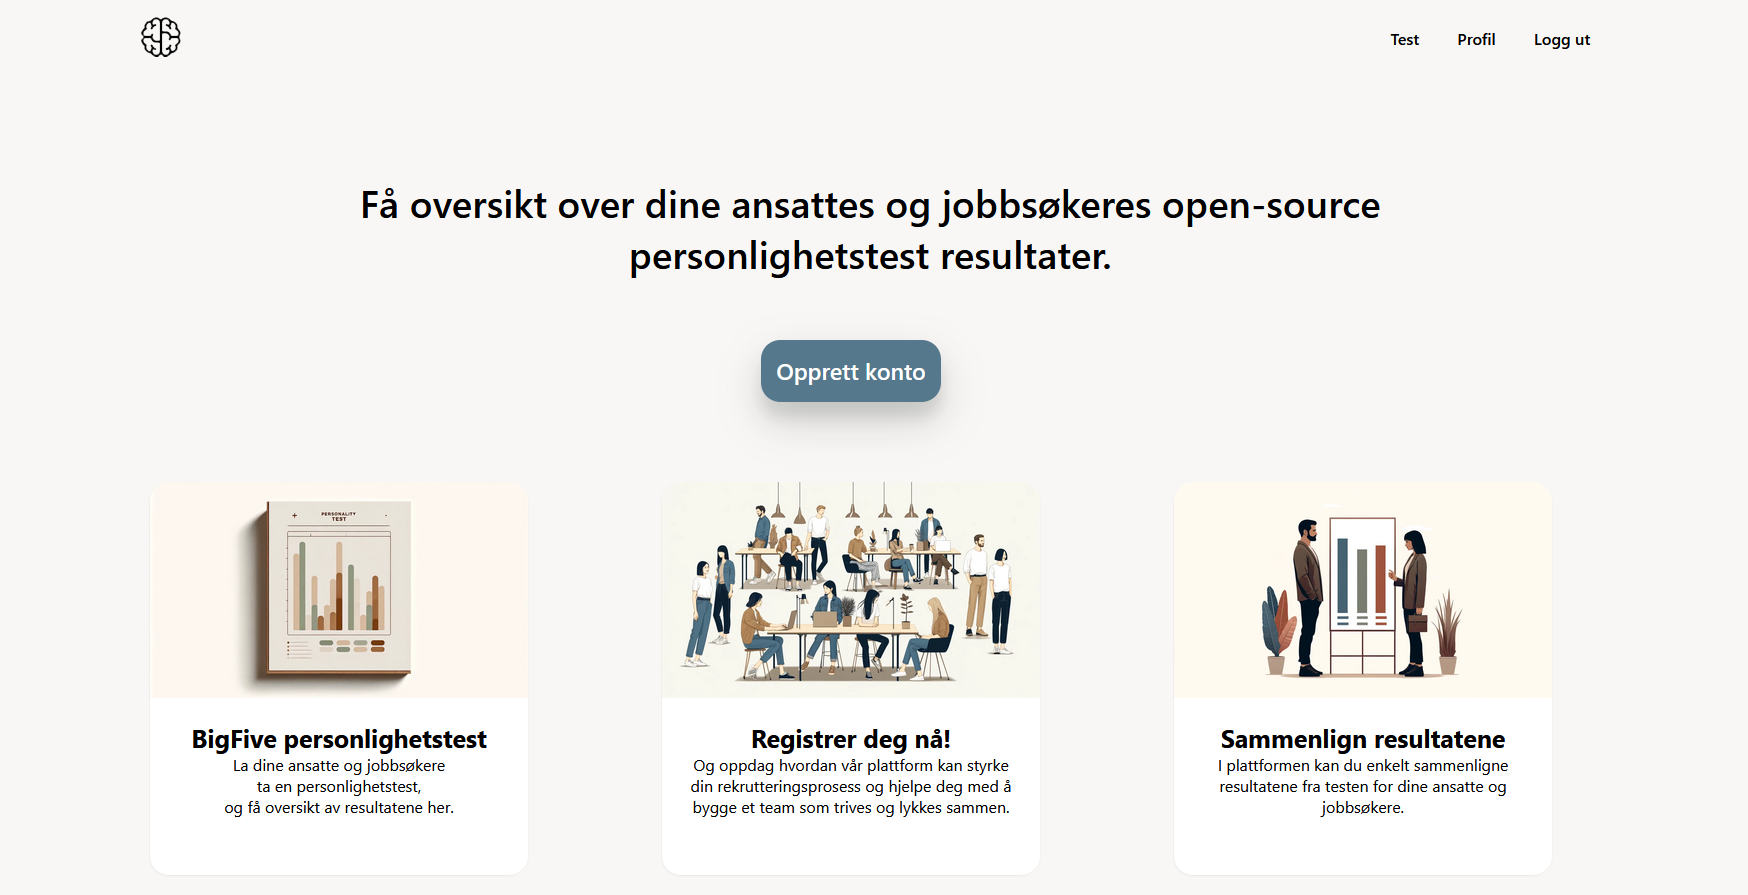 Test
Profil
Logg ut
Få oversikt over dine ansattes og jobbsøkeres open-source
personlighetstest resultater.
Opprett konto
PERSONALITY
TEST
BigFive personlighetstest
La dine ansatte og jobbsøkere
ta en personlighetstest,
og få oversikt av resultatene her.
Registrer deg nå!
Og oppdag hvordan vår plattform kan styrke
din rekrutteringsprosess og hjelpe deg med å
bygge et team som trives og lykkes sammen.
Sammenlign resultatene
I plattformen kan du enkelt sammenligne
resultatene fra testen for dine ansatte og
jobbsøkere.